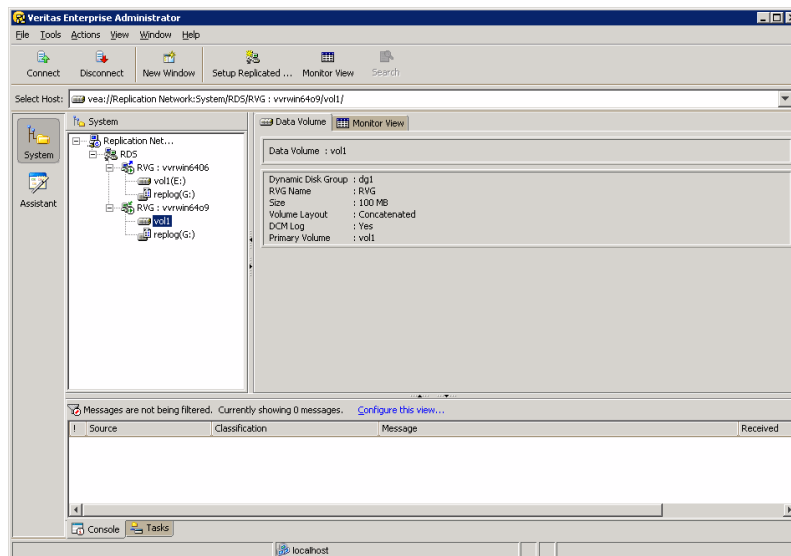 Veritas Enterprise Administrator
File Tools Actions View Window Help
Connect Disconnect New Window Setup Replicated ... Monitor View Search
Select Host: vea://Replication Network:System/RDS/RVG : vvrwin64o9/vol1/
System
Assistant
System
Replication Net...
RDS
RVG : vvrwin6406
vol1(E:)
replog(G:)
RVG : vvrwin64o9
vol1
replog(G:)
Data Volume Monitor View
Data Volume : vol1
Dynamic Disk Group : dg1
RVG Name : RVG
Size : 100 MB
Volume Layout : Concatenated
DCM Log : Yes
Primary Volume : vol1
Messages are not being filtered. Currently showing 0 messages. Configure this view...
! Source Classification Message Received
Console Tasks
localhost